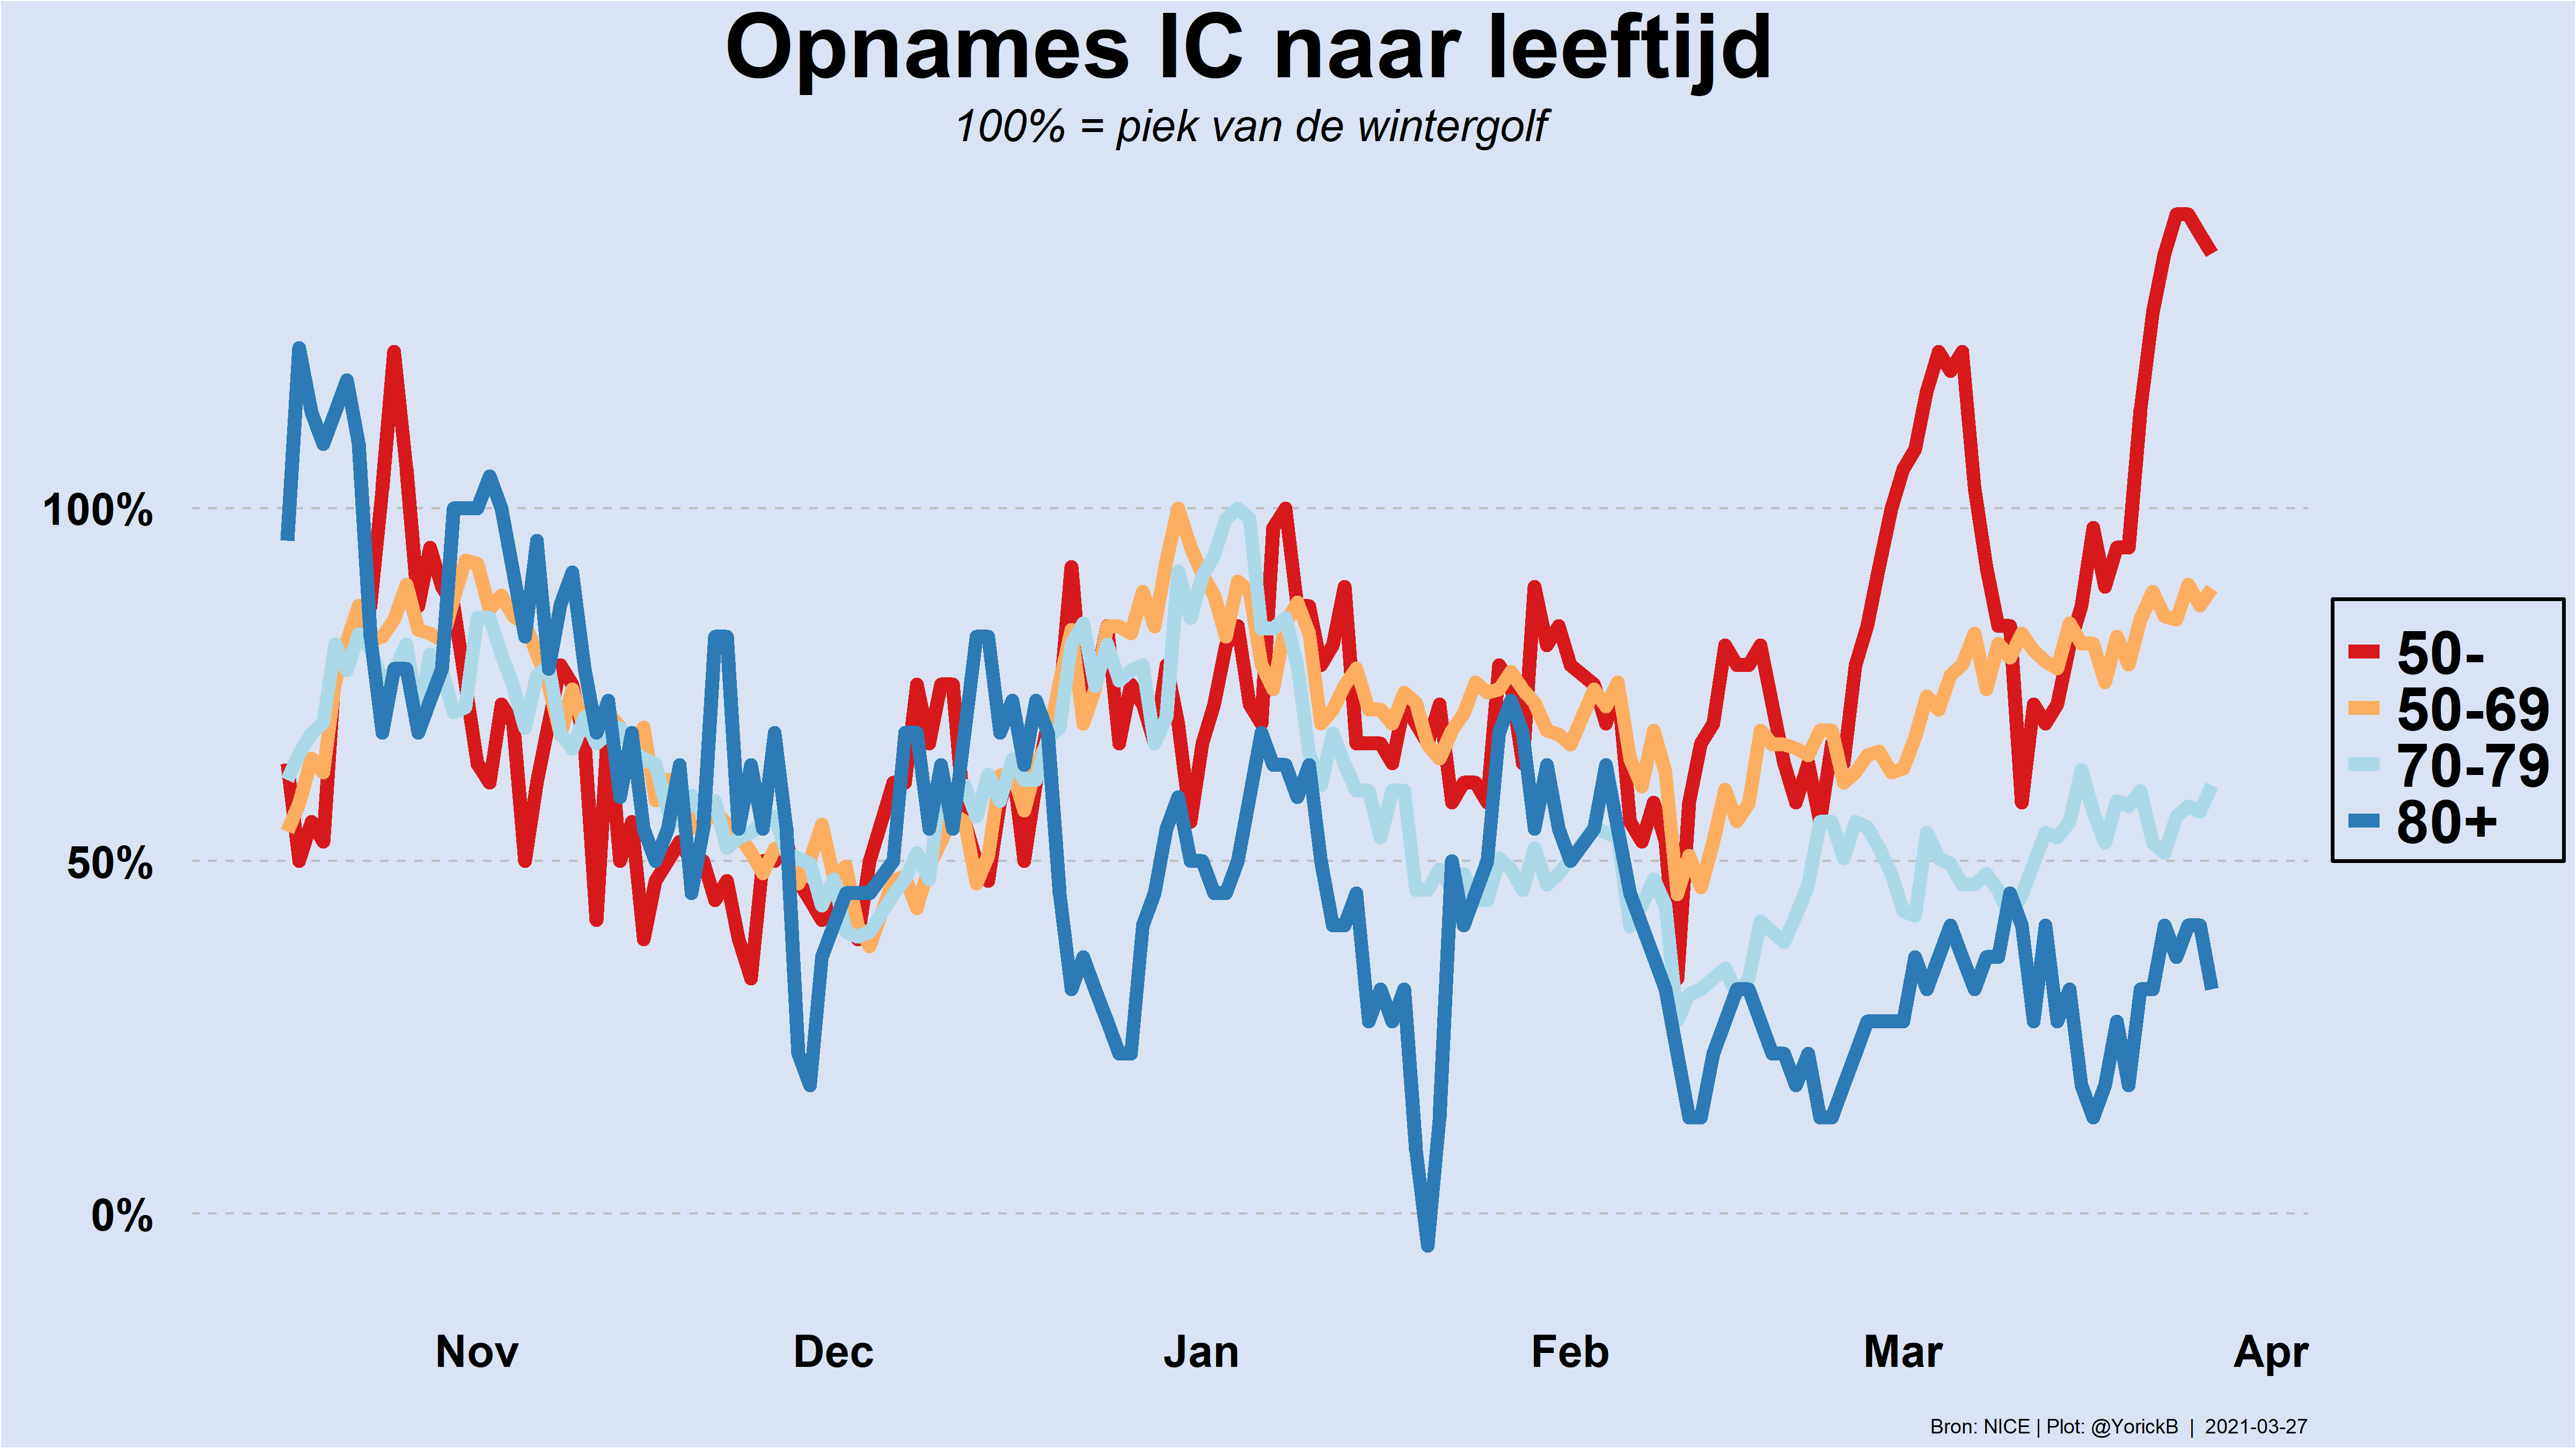 Opnames IC naar leeftijd
100% = piek van de wintergolf
100%
50%
0%
50-
50-69
70-79
80+
Nov Dec Jan Feb Mar Apr
Bron: NICE | Plot: @YorickB | 2021-03-27